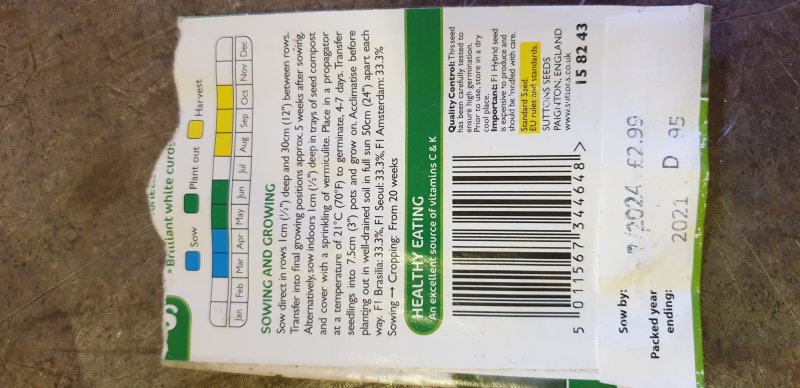 • Brilliant white curds
Sow Plant out Harvest
Jan Feb Mar Apr May Jun Jul Aug Sep Oct Nov Dec
SOWING AND GROWING
Sow direct in rows 1cm (½") deep and 30cm (12") between rows.
Transfer into final growing positions approx. 5 weeks after sowing.
Alternatively, sow indoors 1cm (½") deep in trays of seed compost
and cover with a sprinkling of vermiculite. Place in a propagator
at a temperature of 21°C (70°F) to germinate, 4-7 days. Transfer
seedlings into 7.5cm (3") pots and grow on. Acclimatise before
planting out in well-drained soil in full sun 50cm (24") apart each
way. F1 Brasilia: 33.3%, F1 Seoul: 33.3%, F1 Amsterdam: 33.3%
Sowing → Cropping: From 20 weeks
HEALTHY EATING
An excellent source of vitamins C & K
5 011567 344648 >
Quality Control: This seed
has been carefully tested to
ensure high germination.
Prior to use, store in a dry
cool place.
Important: F1 Hybrid seed
is expensive to produce and
should be handled with care.
Standard Seed.
EU rules and standards.
SUTTONS SEEDS
PAIGNTON, ENGLAND
www.suttons.co.uk
15 82 43
Sow by: /2024 £2.99
Packed year
ending: 2021 D 95